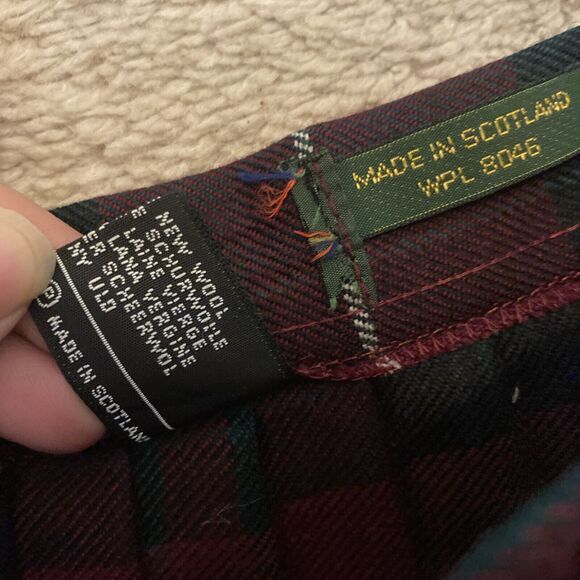 MADE IN SCOTLAND
WPL 8046
NEW WOOL
SCHURWOLLE
LAINE VIERGE
LANA VERGINE
SCHEERWOL
NY ULD
MADE IN SCOTLAND